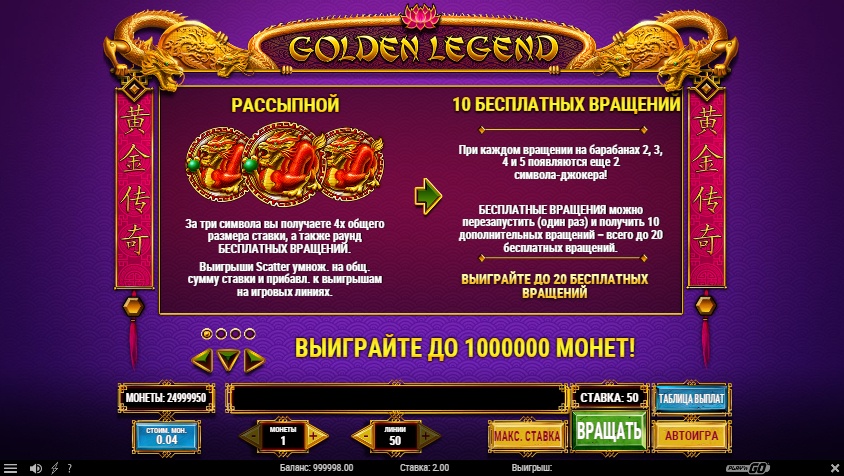 GOLDEN LEGEND
黄金传奇
黄金传奇
РАССЫПНОЙ
За три символа вы получаете 4x общего
размера ставки, а также раунд
БЕСПЛАТНЫХ ВРАЩЕНИЙ.
Выигрыши Scatter умнож. на общ.
сумму ставки и прибавл. к выигрышам
на игровых линиях.
10 БЕСПЛАТНЫХ ВРАЩЕНИЙ
При каждом вращении на барабанах 2, 3,
4 и 5 появляются еще 2
символа-джокера!
БЕСПЛАТНЫЕ ВРАЩЕНИЯ можно
перезапустить (один раз) и получить 10
дополнительных вращений – всего до 20
бесплатных вращений.
ВЫИГРАЙТЕ ДО 20 БЕСПЛАТНЫХ
ВРАЩЕНИЙ
ВЫИГРАЙТЕ ДО 1000000 МОНЕТ!
МОНЕТЫ: 24999950
СТАВКА: 50
ТАБЛИЦА ВЫПЛАТ
СТОИМ. МОН.
0.04
- МОНЕТЫ +
1
- ЛИНИИ +
50
МАКС. СТАВКА
ВРАЩАТЬ
АВТОИГРА
? Баланс: 999998.00 Ставка: 2.00 Выигрыш: PLAY'N GO